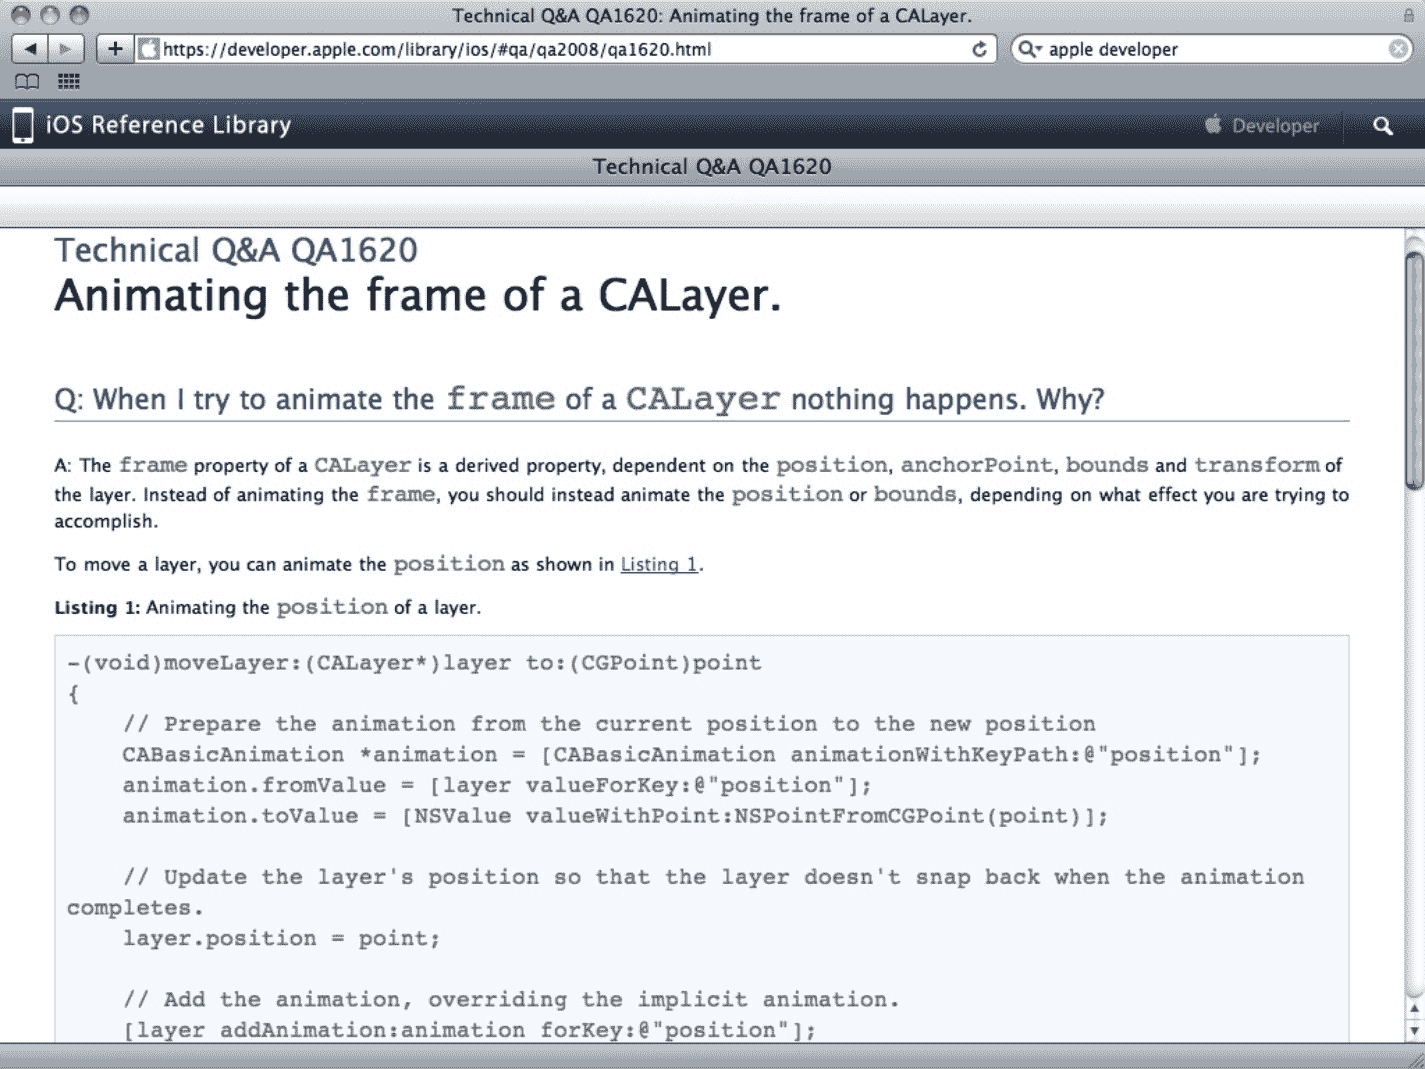 Technical Q&A QA1620: Animating the frame of a CALayer.
https://developer.apple.com/library/ios/#qa/qa2008/qa1620.html
apple developer
iOS Reference Library
Developer
Technical Q&A QA1620
Technical Q&A QA1620
Animating the frame of a CALayer.
Q: When I try to animate the frame of a CALayer nothing happens. Why?
A: The frame property of a CALayer is a derived property, dependent on the position, anchorPoint, bounds and transform of
the layer. Instead of animating the frame, you should instead animate the position or bounds, depending on what effect you are trying to
accomplish.
To move a layer, you can animate the position as shown in Listing 1.
Listing 1: Animating the position of a layer.
-(void)moveLayer:(CALayer*)layer to:(CGPoint)point
{
    // Prepare the animation from the current position to the new position
    CABasicAnimation *animation = [CABasicAnimation animationWithKeyPath:@"position"];
    animation.fromValue = [layer valueForKey:@"position"];
    animation.toValue = [NSValue valueWithPoint:NSPointFromCGPoint(point)];
    // Update the layer's position so that the layer doesn't snap back when the animation
completes.
    layer.position = point;
    // Add the animation, overriding the implicit animation.
    [layer addAnimation:animation forKey:@"position"];